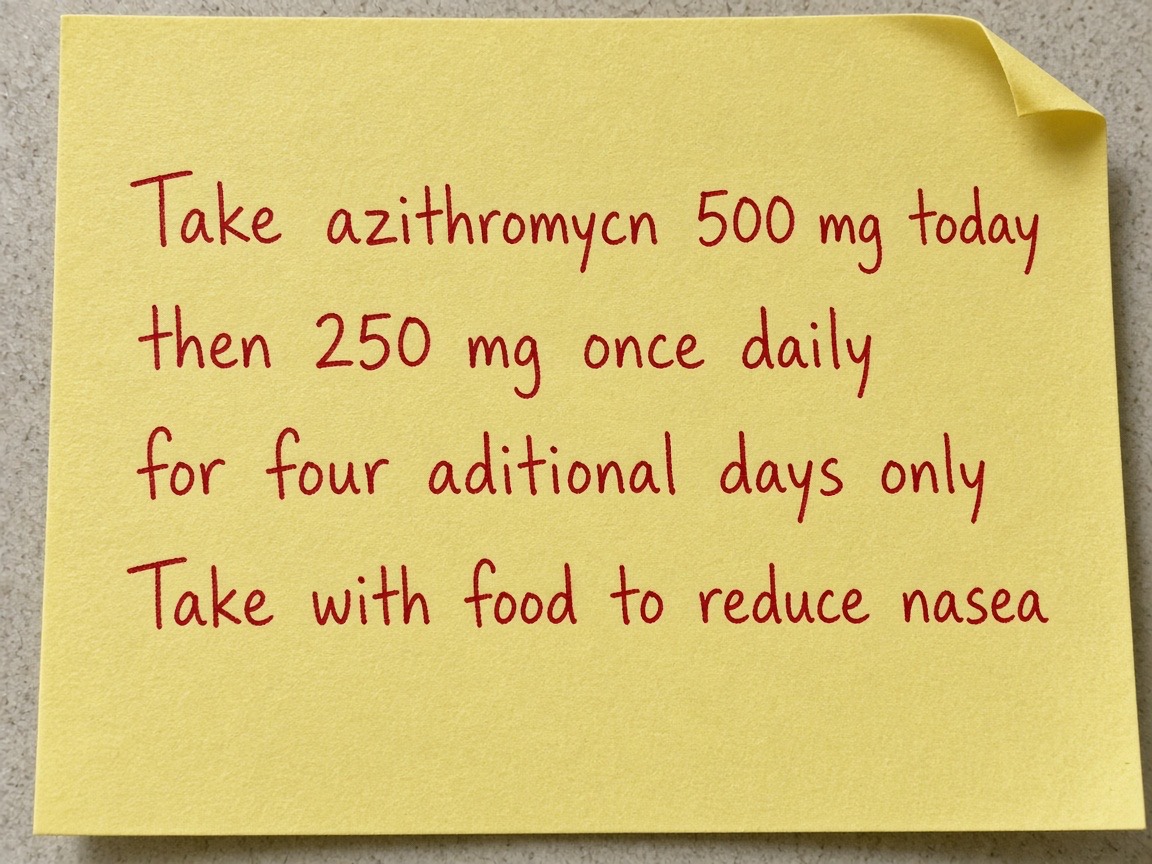 Take azithromycn 500 mg today
then 250 mg once daily
for four aditional days only
Take with food to reduce nasea